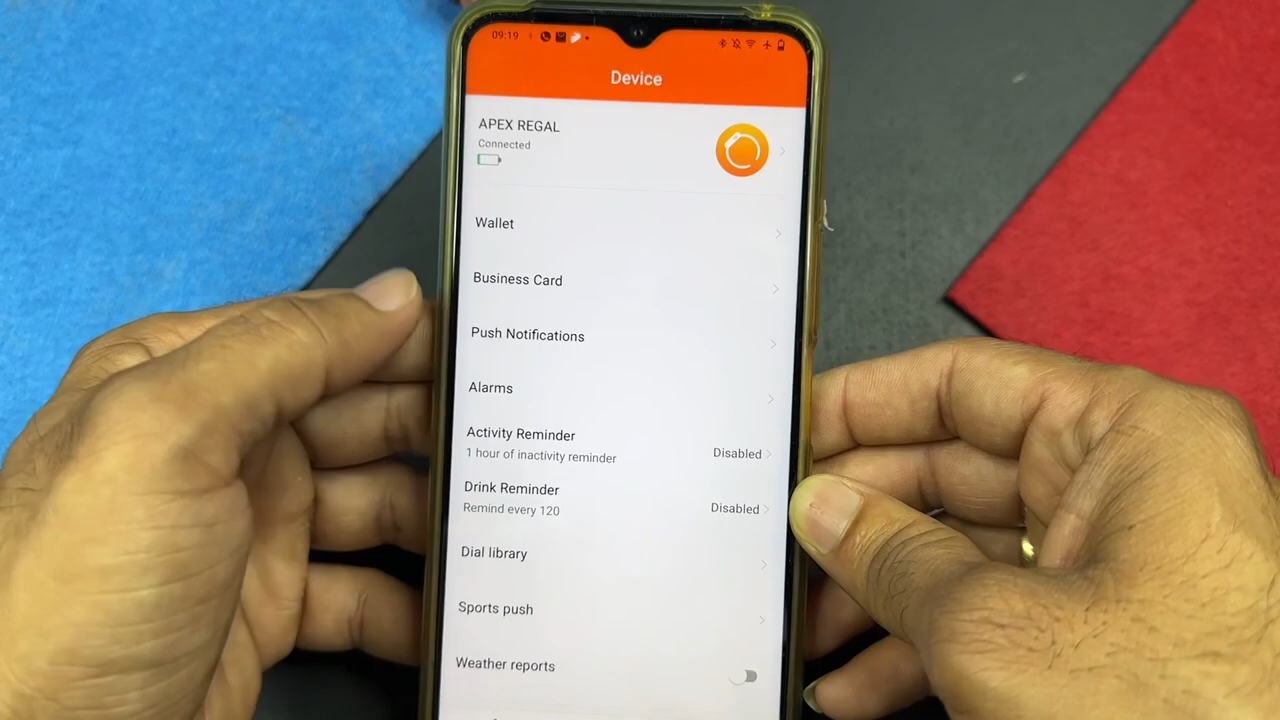 09:19
Device
APEX REGAL
Connected
Wallet
Business Card
Push Notifications
Alarms
Activity Reminder
1 hour of inactivity reminder
Disabled
Drink Reminder
Remind every 120
Disabled
Dial library
Sports push
Weather reports